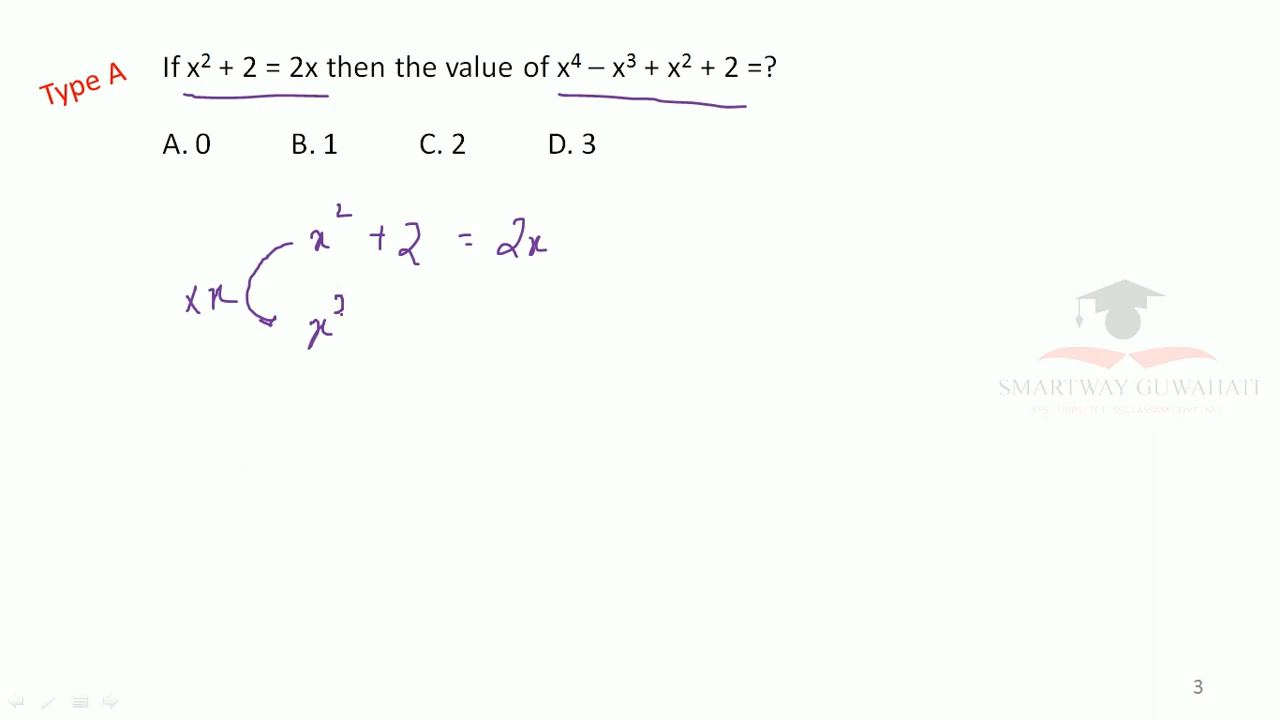 Type A
If x² + 2 = 2x then the value of x⁴ – x³ + x² + 2 =?
A. 0 B. 1 C. 2 D. 3
x² + 2 = 2x
×x
x³
SMARTWAY GUWAHATI
3